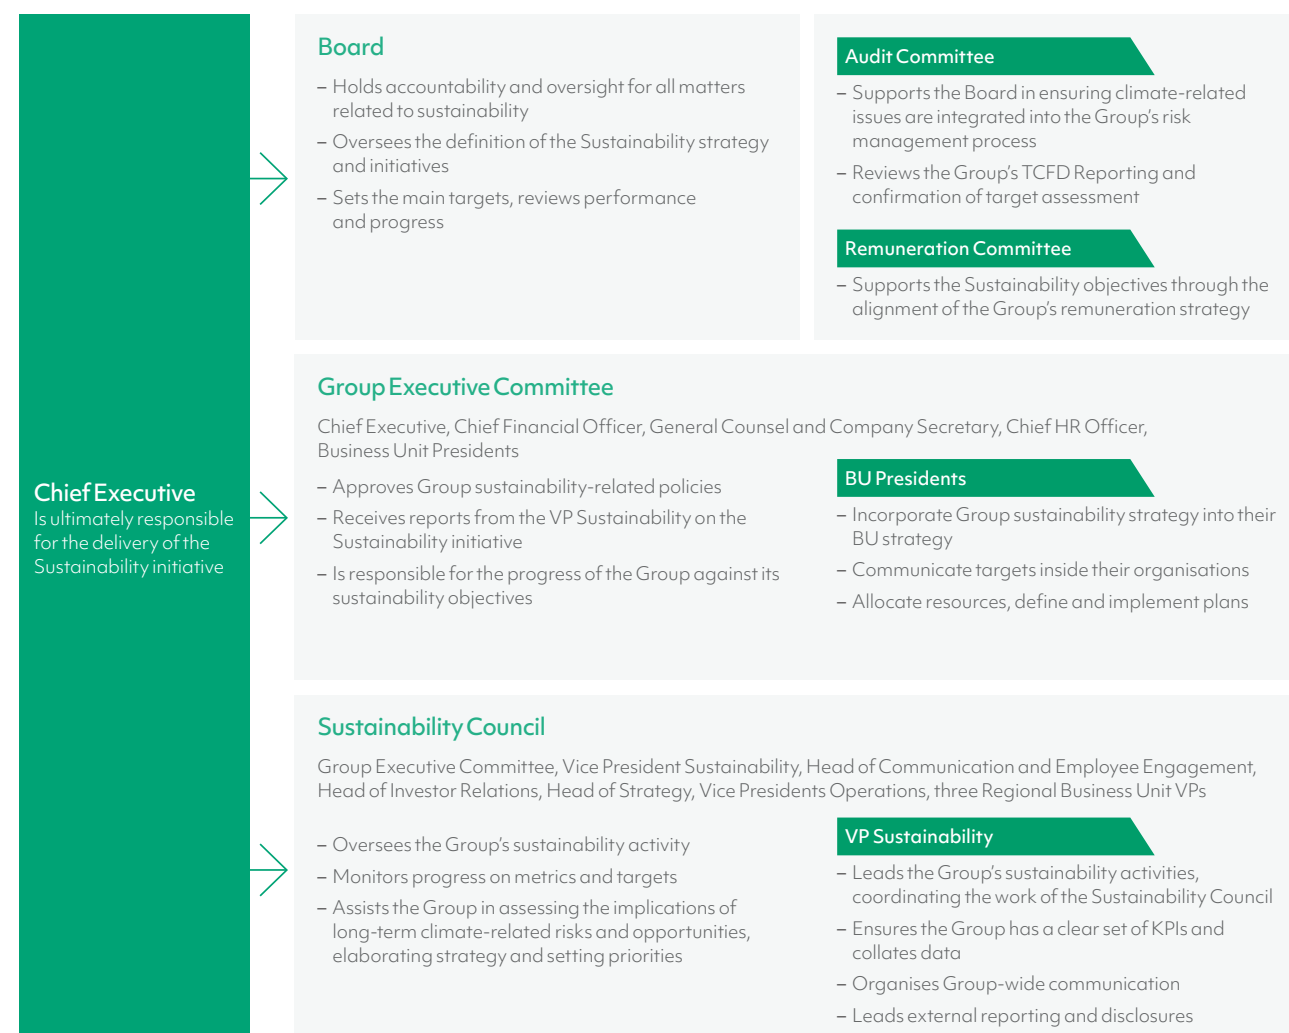 Chief Executive
Is ultimately responsible
for the delivery of the
Sustainability initiative
Board
– Holds accountability and oversight for all matters
related to sustainability
– Oversees the definition of the Sustainability strategy
and initiatives
– Sets the main targets, reviews performance
and progress
Audit Committee
– Supports the Board in ensuring climate-related
issues are integrated into the Group’s risk
management process
– Reviews the Group’s TCFD Reporting and
confirmation of target assessment
Remuneration Committee
– Supports the Sustainability objectives through the
alignment of the Group’s remuneration strategy
Group Executive Committee
Chief Executive, Chief Financial Officer, General Counsel and Company Secretary, Chief HR Officer,
Business Unit Presidents
– Approves Group sustainability-related policies
– Receives reports from the VP Sustainability on the
Sustainability initiative
– Is responsible for the progress of the Group against its
sustainability objectives
BU Presidents
– Incorporate Group sustainability strategy into their
BU strategy
– Communicate targets inside their organisations
– Allocate resources, define and implement plans
Sustainability Council
Group Executive Committee, Vice President Sustainability, Head of Communication and Employee Engagement,
Head of Investor Relations, Head of Strategy, Vice Presidents Operations, three Regional Business Unit VPs
– Oversees the Group’s sustainability activity
– Monitors progress on metrics and targets
– Assists the Group in assessing the implications of
long-term climate-related risks and opportunities,
elaborating strategy and setting priorities
VP Sustainability
– Leads the Group’s sustainability activities,
coordinating the work of the Sustainability Council
– Ensures the Group has a clear set of KPIs and
collates data
– Organises Group-wide communication
– Leads external reporting and disclosures